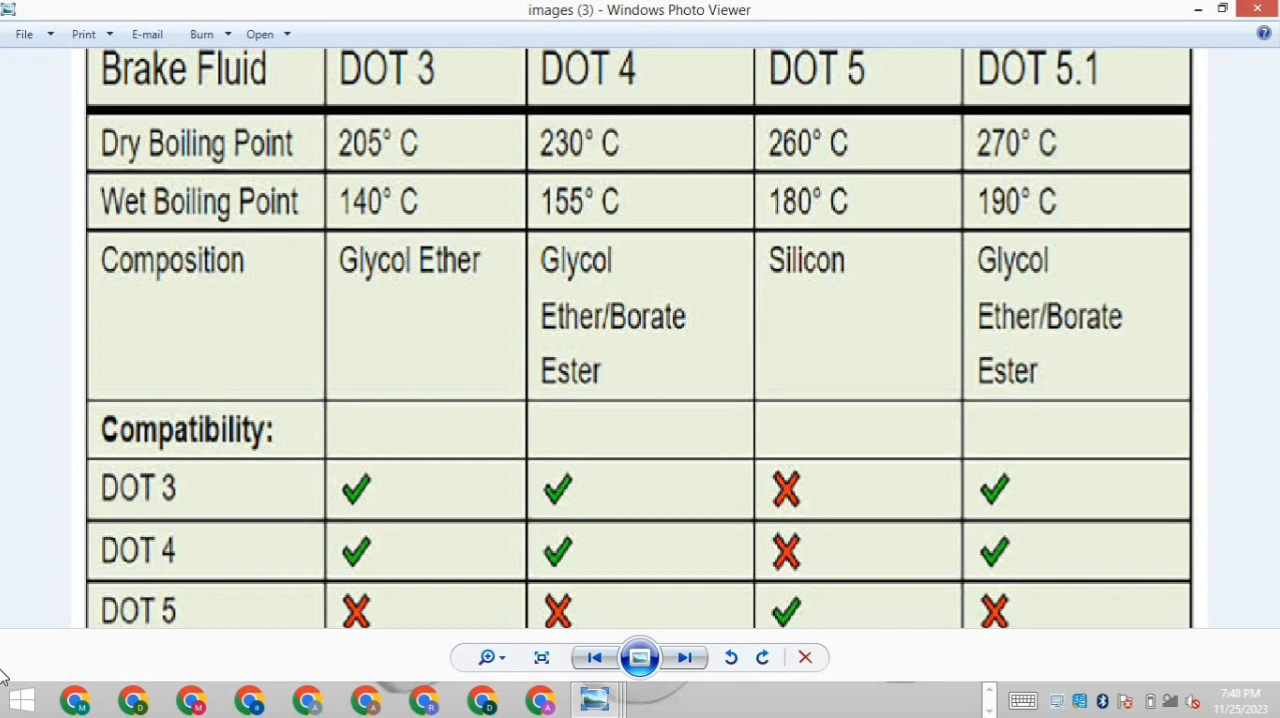 images (3) - Windows Photo Viewer
File Print E-mail Burn Open
Brake Fluid DOT 3 DOT 4 DOT 5 DOT 5.1
Dry Boiling Point 205° C 230° C 260° C 270° C
Wet Boiling Point 140° C 155° C 180° C 190° C
Composition Glycol Ether Glycol Silicon Glycol
Ether/Borate Ether/Borate
Ester Ester
Compatibility:
DOT 3
DOT 4
DOT 5
M D M a A A R D A
7:48 PM
11/25/2023